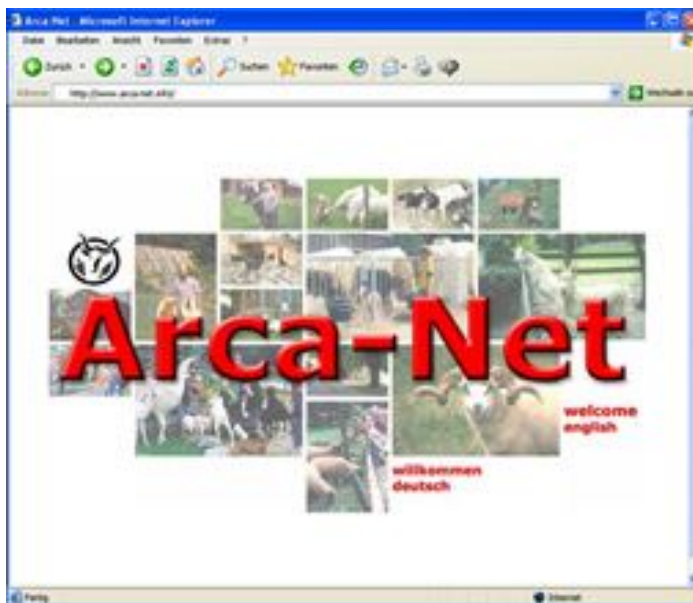 Arca Net - Microsoft Internet Explorer
Datei Bearbeiten Ansicht Favoriten Extras ?
Zurück Suchen Favoriten
Adresse http://www.arca-net.info/ Wechseln zu
Arca-Net
welcome
english
willkommen
deutsch
Fertig Internet